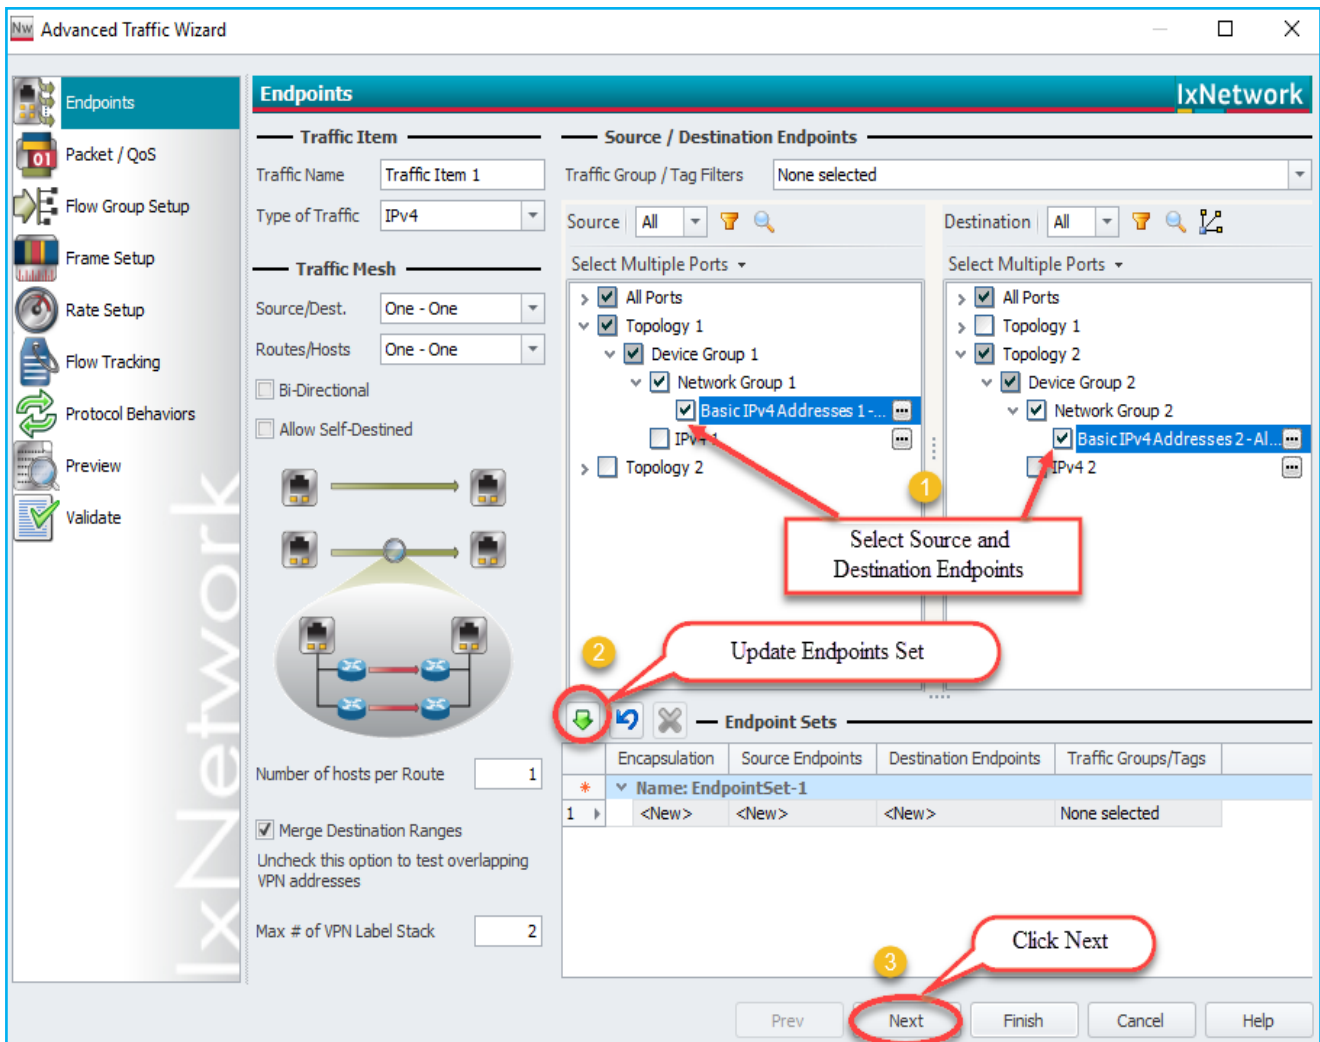 Nw Advanced Traffic Wizard
Endpoints
Packet / QoS
Flow Group Setup
Frame Setup
Rate Setup
Flow Tracking
Protocol Behaviors
Preview
Validate
IxNetwork
Endpoints
IxNetwork
Traffic Item
Traffic Name Traffic Item 1
Type of Traffic IPv4
Traffic Mesh
Source/Dest. One - One
Routes/Hosts One - One
Bi-Directional
Allow Self-Destined
Number of hosts per Route 1
Merge Destination Ranges
Uncheck this option to test overlapping
VPN addresses
Max # of VPN Label Stack 2
Source / Destination Endpoints
Traffic Group / Tag Filters None selected
Source All
Select Multiple Ports
All Ports
Topology 1
Device Group 1
Network Group 1
Basic IPv4 Addresses 1 -...
IPv4 1
Topology 2
Destination All
Select Multiple Ports
All Ports
Topology 1
Topology 2
Device Group 2
Network Group 2
Basic IPv4 Addresses 2 - Al...
IPv4 2
1
Select Source and
Destination Endpoints
2
Update Endpoints Set
Endpoint Sets
Encapsulation Source Endpoints Destination Endpoints Traffic Groups/Tags
Name: EndpointSet-1
1 <New> <New> <New> None selected
3
Click Next
Prev Next Finish Cancel Help